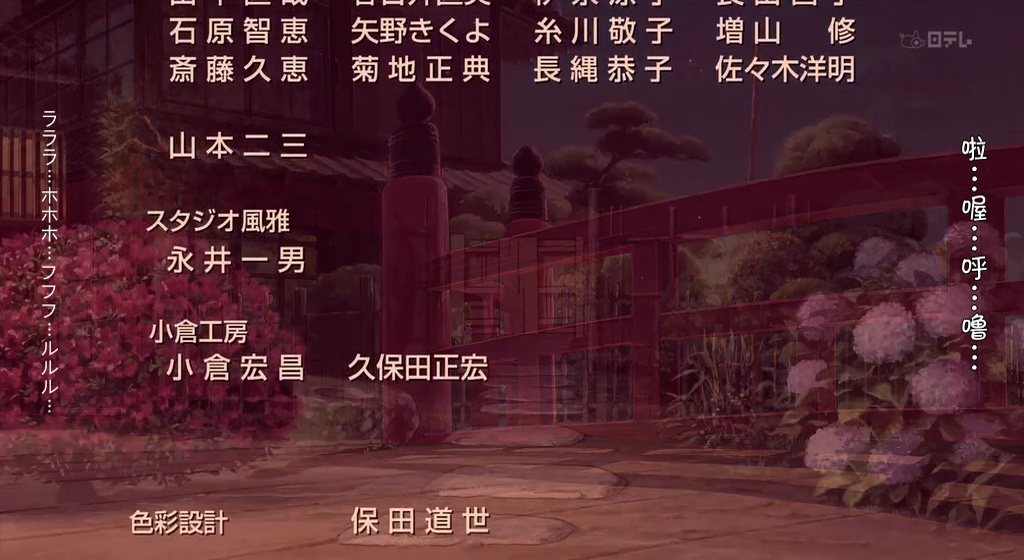 石原智恵 矢野きくよ 糸川敬子 増山 修
斎藤久恵 菊地正典 長縄恭子 佐々木洋明
日テレ
山本二三
スタジオ風雅
永井一男
小倉工房
小倉宏昌 久保田正宏
色彩設計 保田道世
ラララ…ホホホ…フフフ…ルルル…
啦…喔…呼…噜…